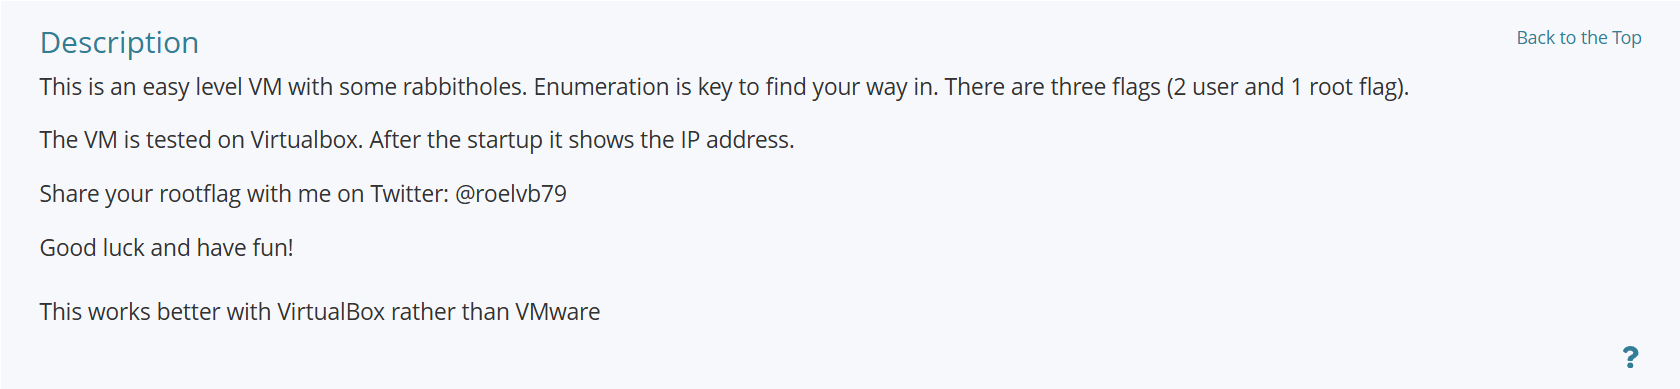 Description
Back to the Top
This is an easy level VM with some rabbitholes. Enumeration is key to find your way in. There are three flags (2 user and 1 root flag).
The VM is tested on Virtualbox. After the startup it shows the IP address.
Share your rootflag with me on Twitter: @roelvb79
Good luck and have fun!
This works better with VirtualBox rather than VMware
?